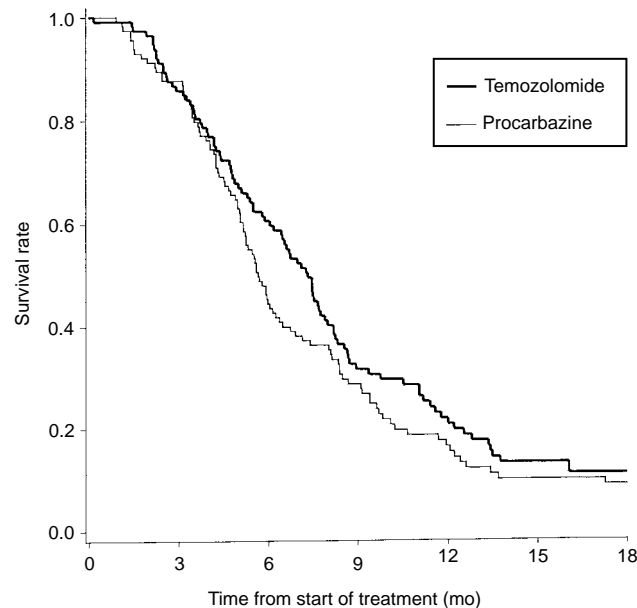 1.0
0.8
0.6
0.4
0.2
0.0
Survival rate
Temozolomide
Procarbazine
0 3 6 9 12 15 18
Time from start of treatment (mo)